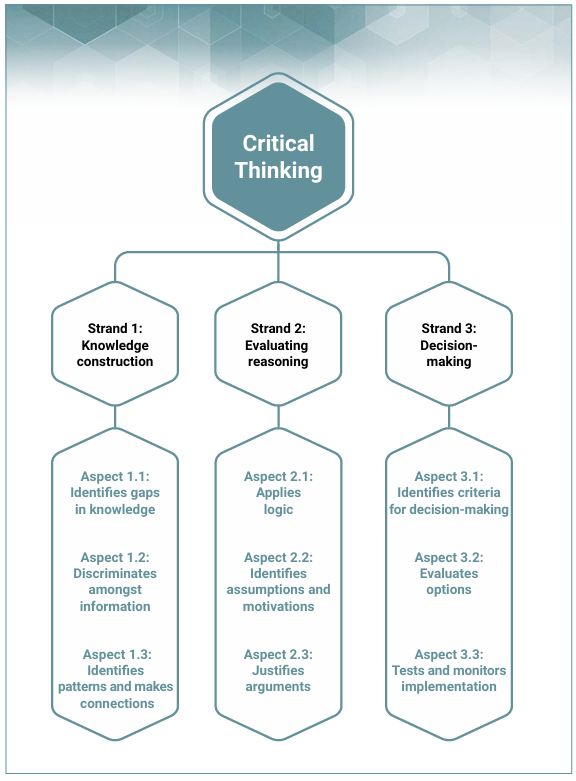 Critical
Thinking
Strand 1:
Knowledge
construction
Strand 2:
Evaluating
reasoning
Strand 3:
Decision-
making
Aspect 1.1:
Identifies gaps
in knowledge
Aspect 1.2:
Discriminates
amongst
information
Aspect 1.3:
Identifies
patterns and makes
connections
Aspect 2.1:
Applies
logic
Aspect 2.2:
Identifies
assumptions and
motivations
Aspect 2.3:
Justifies
arguments
Aspect 3.1:
Identifies criteria
for decision-making
Aspect 3.2:
Evaluates
options
Aspect 3.3:
Tests and monitors
implementation